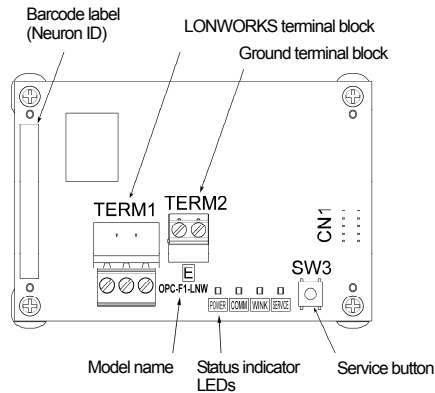 Barcode label
(Neuron ID)
LONWORKS terminal block
Ground terminal block
TERM1
TERM2
CN1
E
OPC-F1-LNW
SW3
POWER
COMM
WINK
SERVICE
Model name
Status indicator
LEDs
Service button